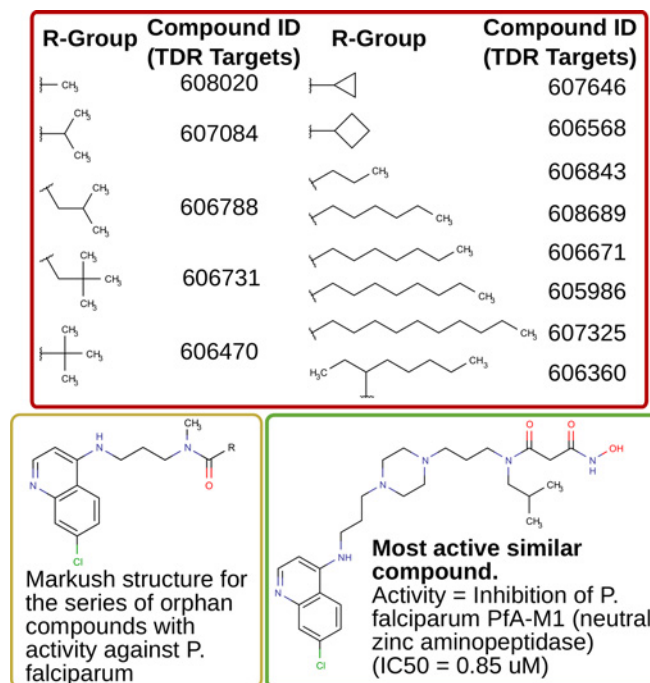 R-Group Compound ID (TDR Targets) R-Group Compound ID (TDR Targets)
CH₃ 608020
CH₃ CH₃ 607084
CH₃ CH₃ 606788
CH₃ CH₃ CH₃ 606731
CH₃ CH₃ CH₃ 606470
607646
606568
CH₃ 606843
CH₃ 608689
CH₃ 606671
CH₃ 605986
CH₃ 607325
H₃C CH₃ 606360
H N CH₃ N R O N Cl
Markush structure for
the series of orphan
compounds with
activity against P.
falciparum
O O OH N H N N N CH₃ CH₃ NH N Cl
Most active similar
compound.
Activity = Inhibition of P.
falciparum PfA-M1 (neutral
zinc aminopeptidase)
(IC50 = 0.85 uM)